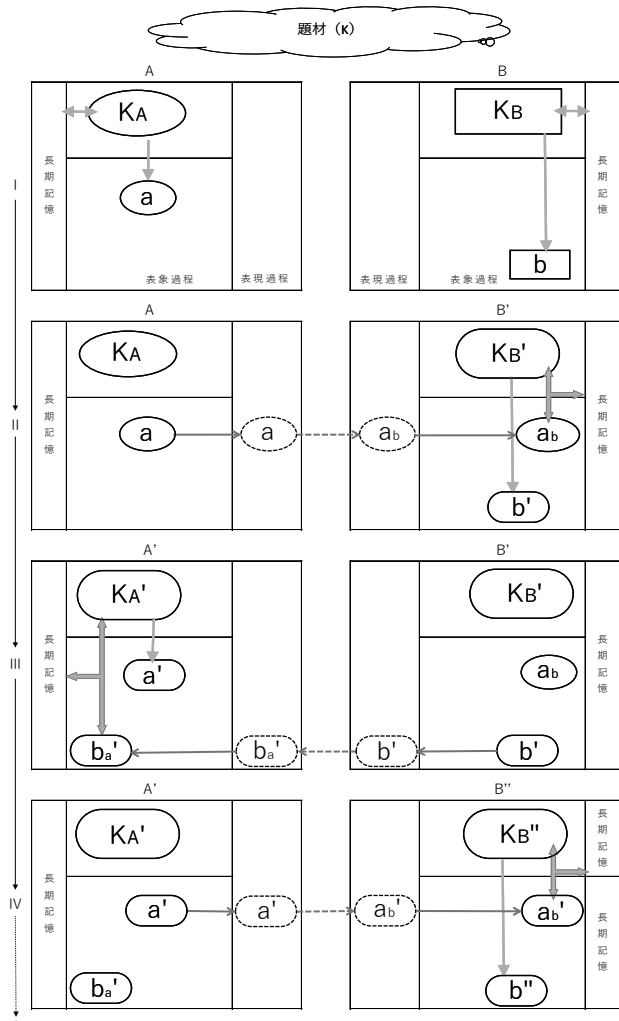 題材（K）
A
B
I
長期記憶
KA
a
表象過程
表現過程
KB
b
表現過程
表象過程
長期記憶
A
B'
II
長期記憶
KA
a
a
ab
KB'
ab
b'
長期記憶
A'
B'
III
長期記憶
KA'
a'
ba'
ba'
b'
KB'
ab
b'
長期記憶
A'
B''
IV
長期記憶
KA'
a'
ba'
a'
ab'
KB''
ab'
b''
長期記憶
長期記憶